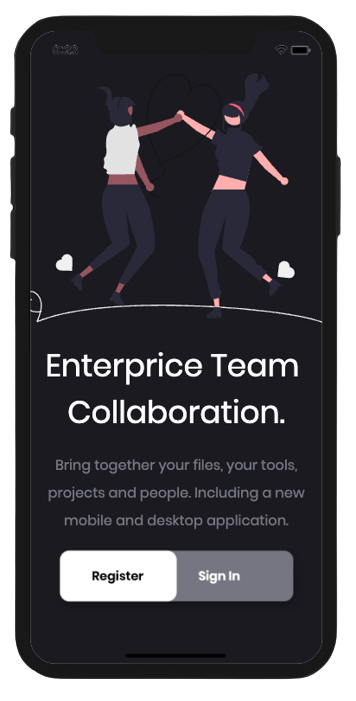 Enterprice Team
Collaboration.
Bring together your files, your tools,
projects and people. Including a new
mobile and desktop application.
Register
Sign In